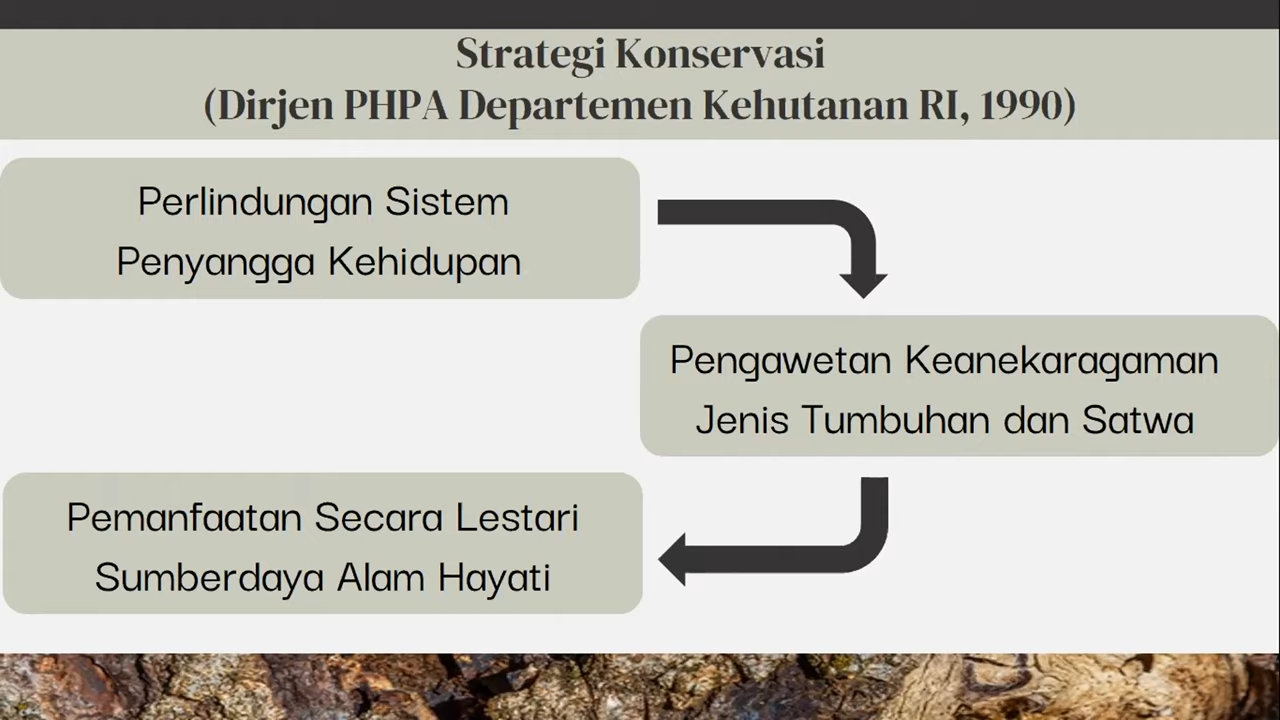 Strategi Konservasi
(Dirjen PHPA Departemen Kehutanan RI, 1990)
Perlindungan Sistem
Penyangga Kehidupan
Pengawetan Keanekaragaman
Jenis Tumbuhan dan Satwa
Pemanfaatan Secara Lestari
Sumberdaya Alam Hayati